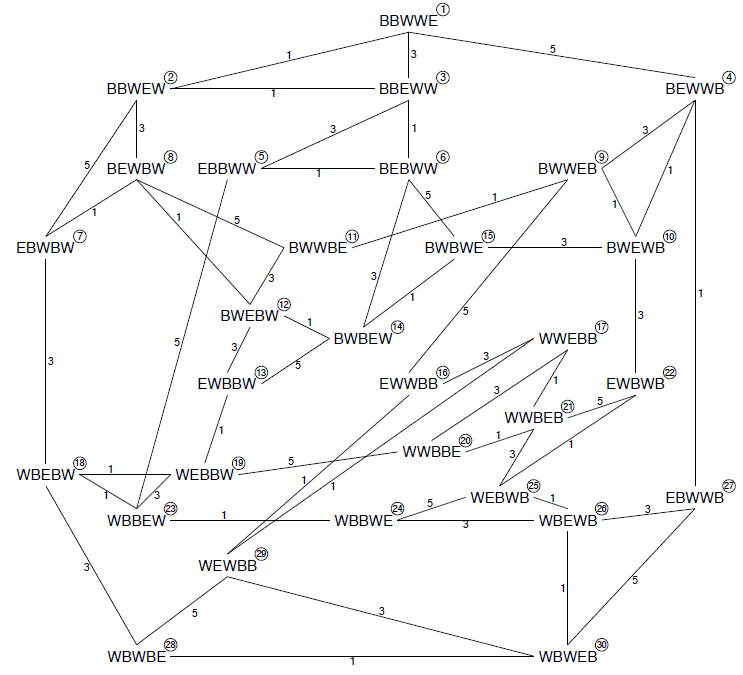 BBWWE 1
1 3 5
BBWEW 2 1 BBEWW 3 BEWWB 4
3 3 1 3
5 BEWBW 8 EBBWW 5 1 BEBWW 6 BWWEB 9 1
1 1 5 5 1 1
EBWBW 7 BWWBE 11 BWBWE 15 3 BWEWB 10
3 3 1 1
BWEBW 12 1 BWBEW 14 5 3
5 3 WWEBB 17
3 5 3
EWBBW 13 EWWBB 16 3 1 EWBWB 22
1 WWBEB 21 5
WWBBE 20 1 1
5 3
WBEBW 18 1 WEBBW 19 1 1
1 3 WEBWB 25 1 EBWWB 27
WBBEW 23 1 WBBWE 24 5 3 WBEWB 26 3
WEWBB 29
3 5 3 1 5
WBWBE 28 1 WBWEB 30